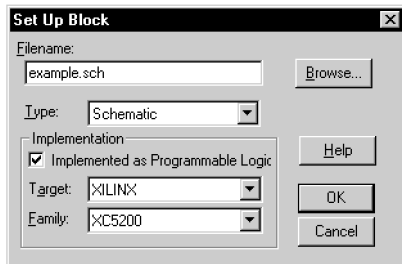 Set Up Block
Filename:
example.sch
Browse...
Type: Schematic
Implementation
Implemented as Programmable Logic
Help
Target: XILINX
OK
Family: XC5200
Cancel